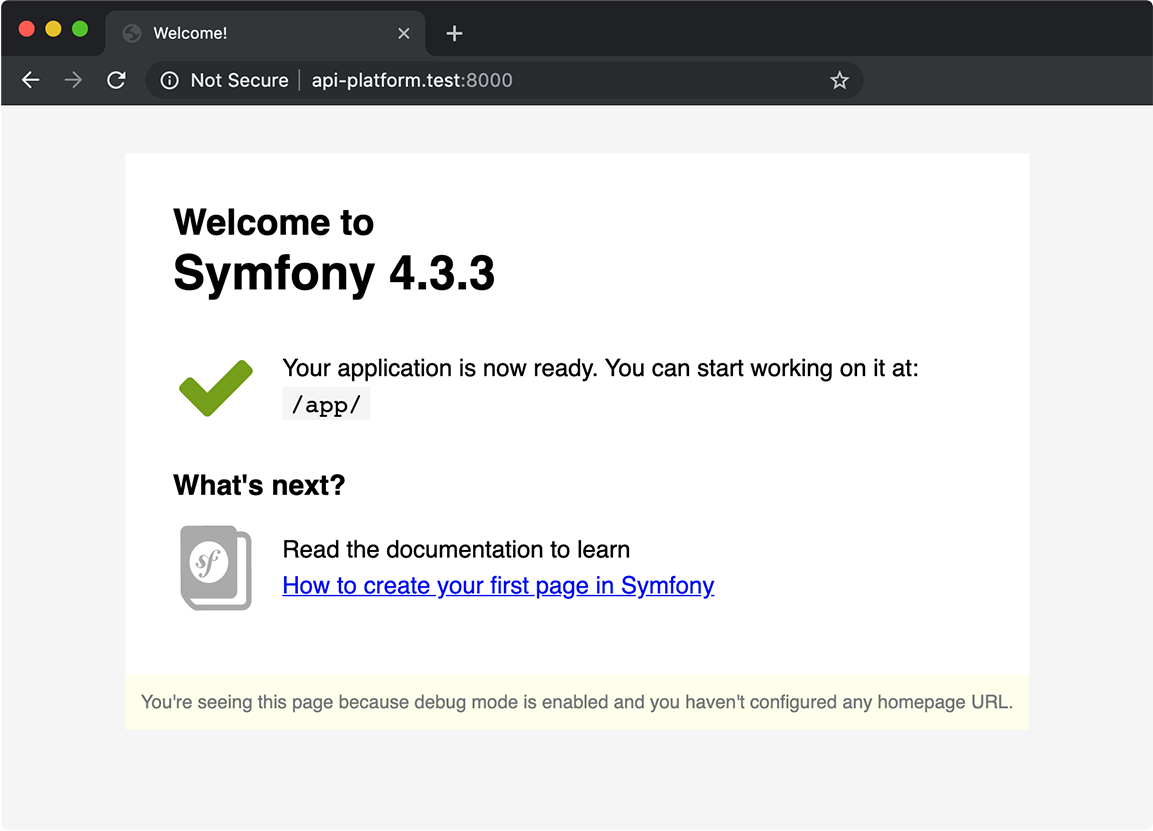 Welcome!
Not Secure | api-platform.test:8000
Welcome to
Symfony 4.3.3
Your application is now ready. You can start working on it at:
/app/
What's next?
Read the documentation to learn
sf
How to create your first page in Symfony
You're seeing this page because debug mode is enabled and you haven't configured any homepage URL.